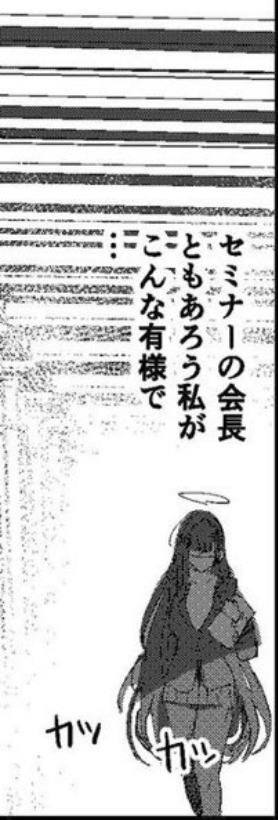 セミナーの会長
ともあろう私が
こんな有様で
…
カッ
カッ